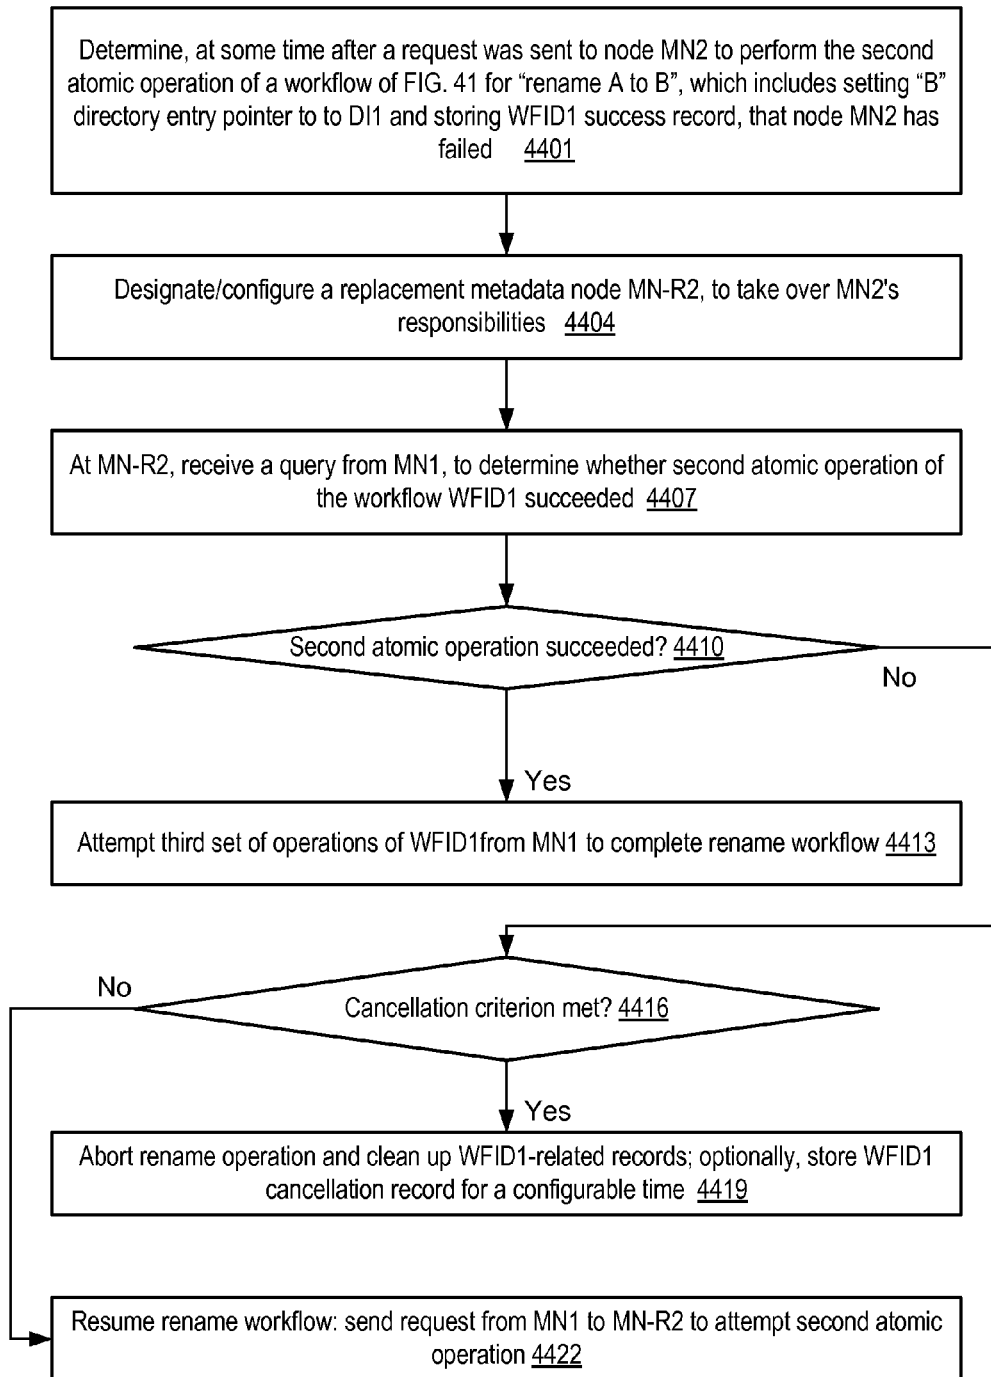 Determine, at some time after a request was sent to node MN2 to perform the second
atomic operation of a workflow of FIG. 41 for “rename A to B”, which includes setting “B”
directory entry pointer to to DI1 and storing WFID1 success record, that node MN2 has
failed 4401
Designate/configure a replacement metadata node MN-R2, to take over MN2's
responsibilities 4404
At MN-R2, receive a query from MN1, to determine whether second atomic operation of
the workflow WFID1 succeeded 4407
Second atomic operation succeeded? 4410
No
Yes
Attempt third set of operations of WFID1from MN1 to complete rename workflow 4413
No
Cancellation criterion met? 4416
Yes
Abort rename operation and clean up WFID1-related records; optionally, store WFID1
cancellation record for a configurable time 4419
Resume rename workflow: send request from MN1 to MN-R2 to attempt second atomic
operation 4422